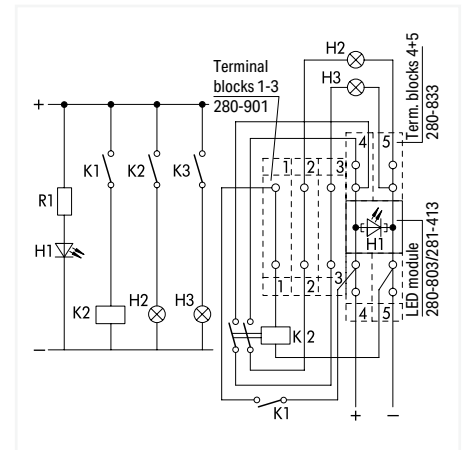 +
R1
H1
K1
K2
K3
K2
H2
H3
–
Terminal
blocks 1-3
280-901
H2
H3
Term. blocks 4+5
280-833
1 2 3 4 5
H1
LED module
280-803/281-413
1 2 3 4 5
K 2
K1
+ –